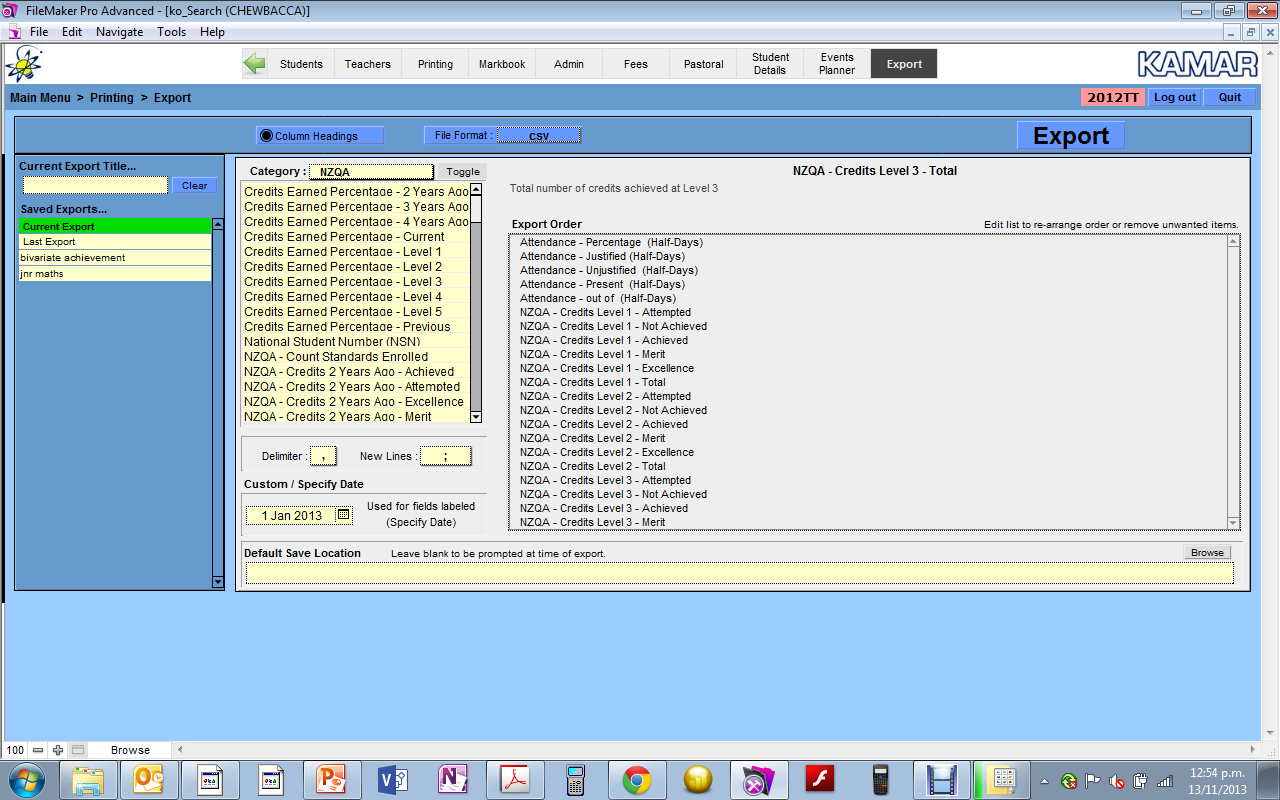 FileMaker Pro Advanced - [ko_Search (CHEWBACCA)]
File Edit Navigate Tools Help
Students Teachers Printing Markbook Admin Fees Pastoral Student Details Events Planner Export
KAMAR
Main Menu > Printing > Export
2012TT Log out Quit
Column Headings
File Format : CSV
Export
Current Export Title...
Clear
Saved Exports...
Current Export
Last Export
bivariate achievement
jnr maths
Category : NZQA Toggle
Credits Earned Percentage - 2 Years Ago
Credits Earned Percentage - 3 Years Ago
Credits Earned Percentage - 4 Years Ago
Credits Earned Percentage - Current
Credits Earned Percentage - Level 1
Credits Earned Percentage - Level 2
Credits Earned Percentage - Level 3
Credits Earned Percentage - Level 4
Credits Earned Percentage - Level 5
Credits Earned Percentage - Previous
National Student Number (NSN)
NZQA - Count Standards Enrolled
NZQA - Credits 2 Years Ago - Achieved
NZQA - Credits 2 Years Ago - Attempted
NZQA - Credits 2 Years Ago - Excellence
NZQA - Credits 2 Years Ago - Merit
Delimiter : , New Lines : ;
Custom / Specify Date
1 Jan 2013
Used for fields labeled
(Specify Date)
NZQA - Credits Level 3 - Total
Total number of credits achieved at Level 3
Export Order
Edit list to re-arrange order or remove unwanted items.
Attendance - Percentage (Half-Days)
Attendance - Justified (Half-Days)
Attendance - Unjustified (Half-Days)
Attendance - Present (Half-Days)
Attendance - out of (Half-Days)
NZQA - Credits Level 1 - Attempted
NZQA - Credits Level 1 - Not Achieved
NZQA - Credits Level 1 - Achieved
NZQA - Credits Level 1 - Merit
NZQA - Credits Level 1 - Excellence
NZQA - Credits Level 1 - Total
NZQA - Credits Level 2 - Attempted
NZQA - Credits Level 2 - Not Achieved
NZQA - Credits Level 2 - Achieved
NZQA - Credits Level 2 - Merit
NZQA - Credits Level 2 - Excellence
NZQA - Credits Level 2 - Total
NZQA - Credits Level 3 - Attempted
NZQA - Credits Level 3 - Not Achieved
NZQA - Credits Level 3 - Achieved
NZQA - Credits Level 3 - Merit
Default Save Location Leave blank to be prompted at time of export. Browse
100 Browse
12:54 p.m.
13/11/2013